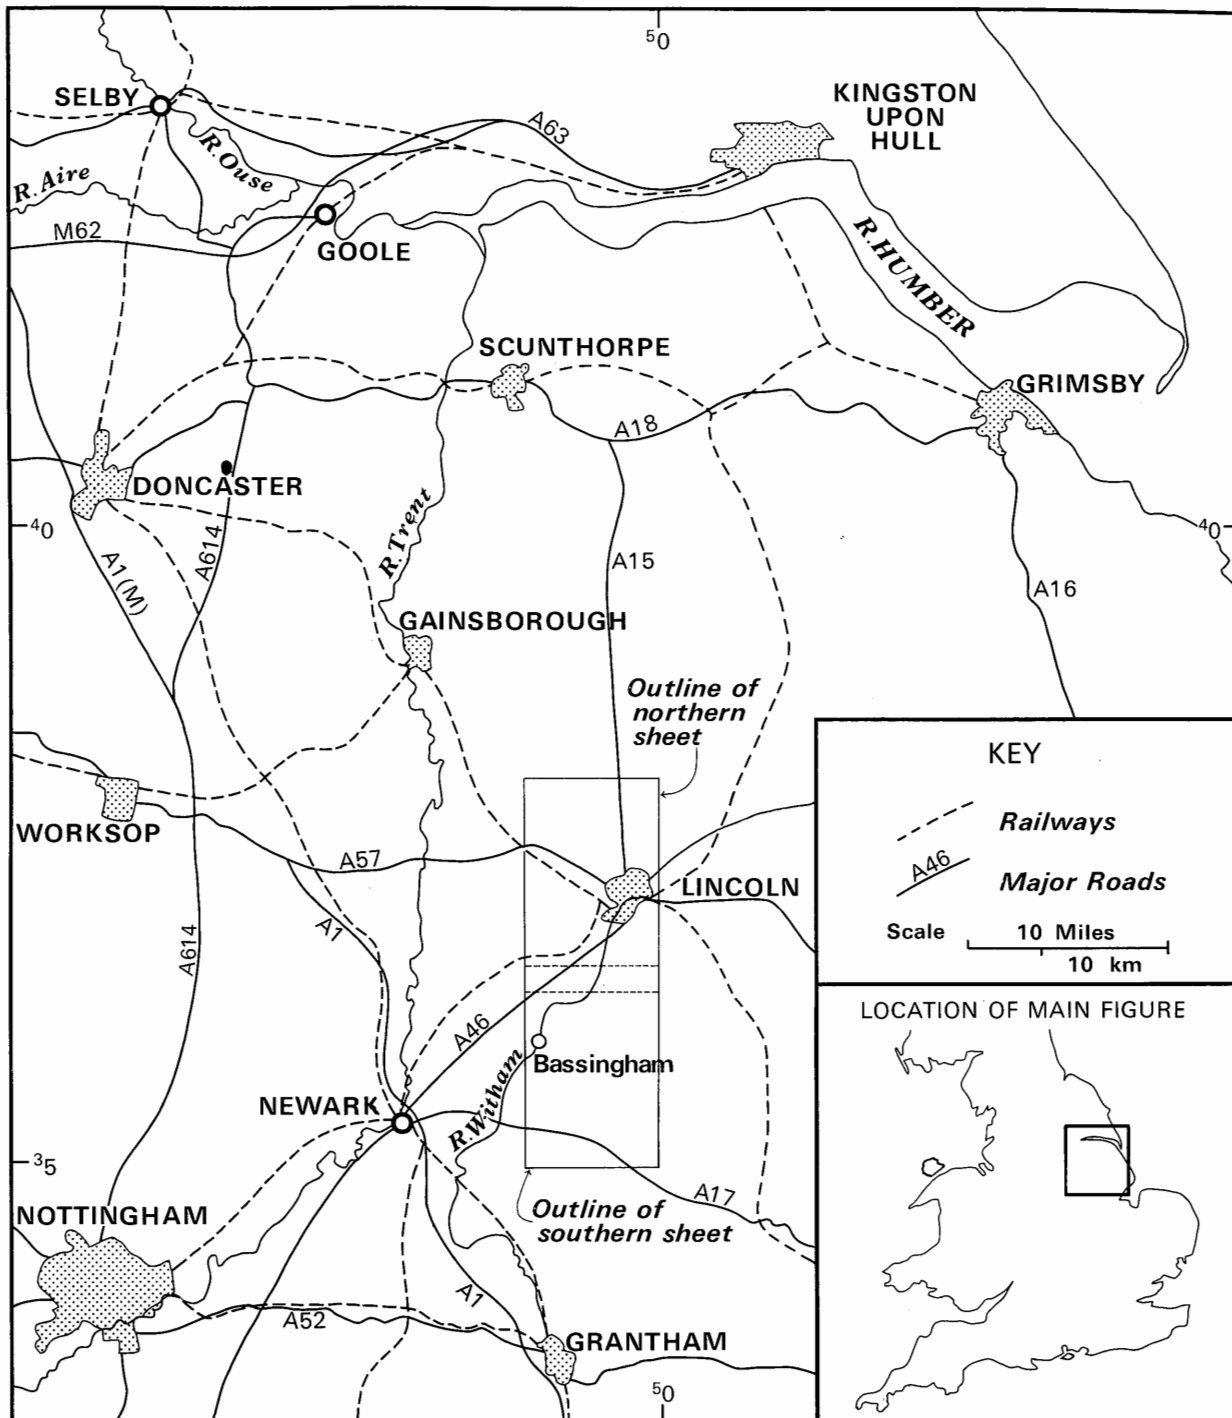 50
SELBY
KINGSTON
UPON
HULL
A63
R. Ouse
R. Aire
M62
GOOLE
R. HUMBER
SCUNTHORPE
GRIMSBY
A18
DONCASTER
R. Trent
40
40
A614
A15
A1(M)
A16
GAINSBOROUGH
Outline of
northern
sheet
WORKSOP
A57
LINCOLN
A1
A614
A46
Bassingham
NEWARK
R. Witham
35
A17
NOTTINGHAM
Outline of
southern sheet
A1
A52
GRANTHAM
50
KEY
Railways
A46
Major Roads
Scale
10 Miles
10 km
LOCATION OF MAIN FIGURE